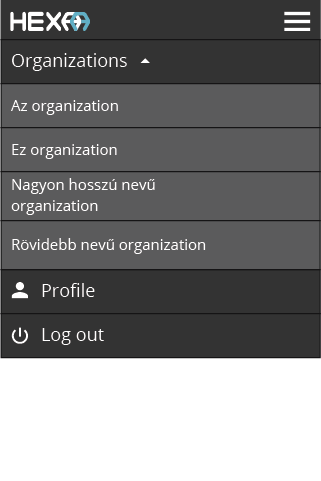 HEXAA
Organizations
Az organization
Ez organization
Nagyon hosszú nevű
organization
Rövidebb nevű organization
Profile
Log out